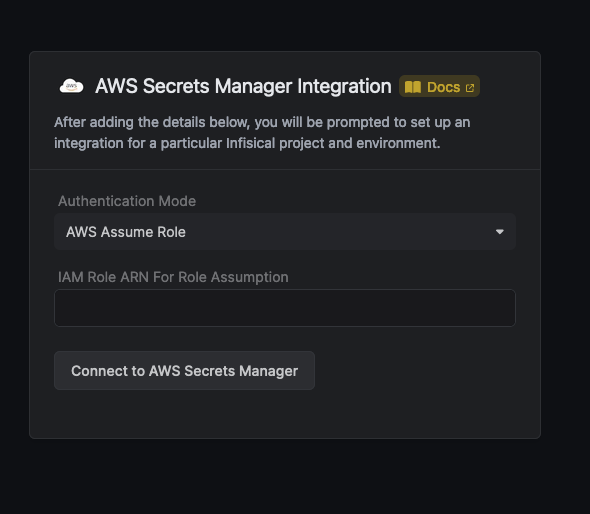 aws
AWS Secrets Manager Integration
Docs
After adding the details below, you will be prompted to set up an
integration for a particular Infisical project and environment.
Authentication Mode
AWS Assume Role
IAM Role ARN For Role Assumption
Connect to AWS Secrets Manager